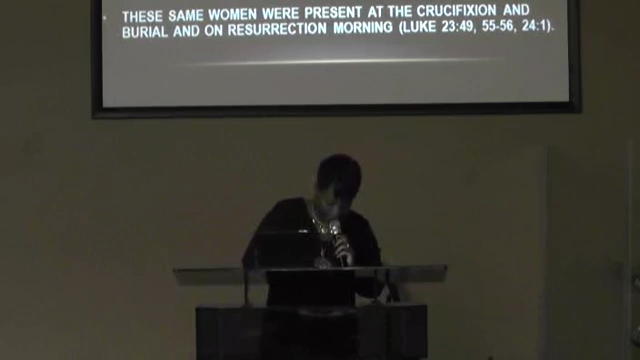 THESE SAME WOMEN WERE PRESENT AT THE CRUCIFIXION AND
BURIAL AND ON RESURRECTION MORNING (LUKE 23:49, 55-56, 24:1).